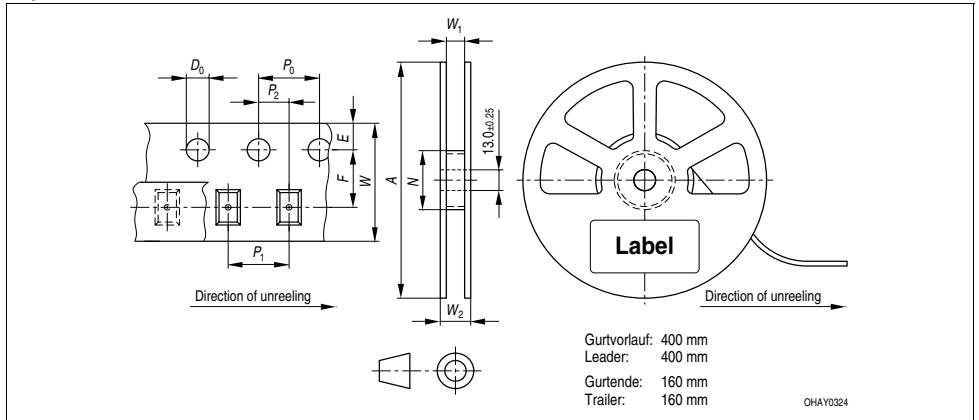 W1
D0
P0
P2
E
F
W
A
N
13.0±0.25
P1
Label
Direction of unreeling
Direction of unreeling
W2
Gurtvorlauf: 400 mm
Leader: 400 mm
Gurtende: 160 mm
Trailer: 160 mm
OHAY0324